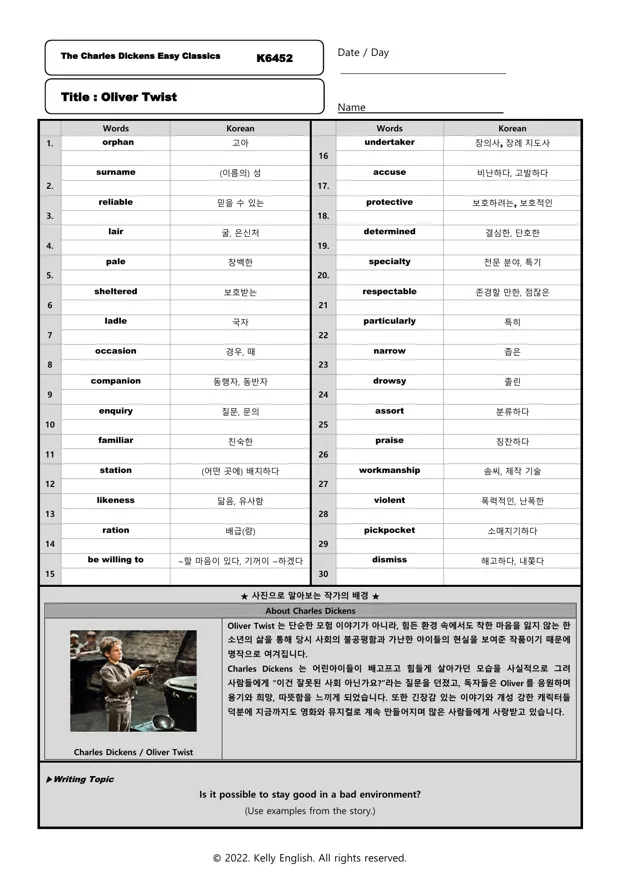 The Charles Dickens Easy Classics K6452
Date / Day
Title : Oliver Twist
Name
Words Korean Words Korean
1. orphan 고아 undertaker 장의사, 장례 지도사
16
surname (이름의) 성 accuse 비난하다, 고발하다
2. 17.
reliable 믿을 수 있는 protective 보호하려는, 보호적인
3. 18.
lair 굴, 은신처 determined 결심한, 단호한
4. 19.
pale 창백한 specialty 전문 분야, 특기
5. 20.
sheltered 보호받는 respectable 존경할 만한, 점잖은
6 21
ladle 국자 particularly 특히
7 22
occasion 경우, 때 narrow 좁은
8 23
companion 동행자, 동반자 drowsy 졸린
9 24
enquiry 질문, 문의 assort 분류하다
10 25
familiar 친숙한 praise 칭찬하다
11 26
station (어떤 곳에) 배치하다 workmanship 솜씨, 제작 기술
12 27
likeness 닮음, 유사함 violent 폭력적인, 난폭한
13 28
ration 배급(량) pickpocket 소매치기하다
14 29
be willing to ~할 마음이 있다, 기꺼이 ~하겠다 dismiss 해고하다, 내쫓다
15 30
★ 사진으로 알아보는 작가의 배경 ★
About Charles Dickens
Oliver Twist 는 단순한 모험 이야기가 아니라, 힘든 환경 속에서도 착한 마음을 잃지 않는 한
소년의 삶을 통해 당시 사회의 불공평함과 가난한 아이들의 현실을 보여준 작품이기 때문에
명작으로 여겨집니다.
Charles Dickens 는 어린아이들이 배고프고 힘들게 살아가던 모습을 사실적으로 그려
사람들에게 "이건 잘못된 사회 아닌가요?"라는 질문을 던졌고, 독자들은 Oliver 를 응원하며
용기와 희망, 따뜻함을 느끼게 되었습니다. 또한 긴장감 있는 이야기와 개성 강한 캐릭터들
덕분에 지금까지도 영화와 뮤지컬로 계속 만들어지며 많은 사람들에게 사랑받고 있습니다.
Charles Dickens / Oliver Twist
▶Writing Topic
Is it possible to stay good in a bad environment?
(Use examples from the story.)
© 2022. Kelly English. All rights reserved.